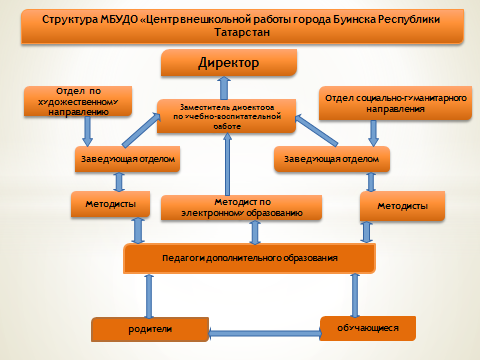 Структура МБУДО «Центр внешкольной работы города Буинска Республики
Татарстан
Директор
Отдел по
художественному
направлению
Заместитель директора
по учебно-воспитательной
работе
Отдел социально-гуманитарного
направления
Заведующая отделом
Заведующая отделом
Методисты
Методист по
электронному образованию
Методисты
Педагоги дополнительного образования
родители
обучающиеся